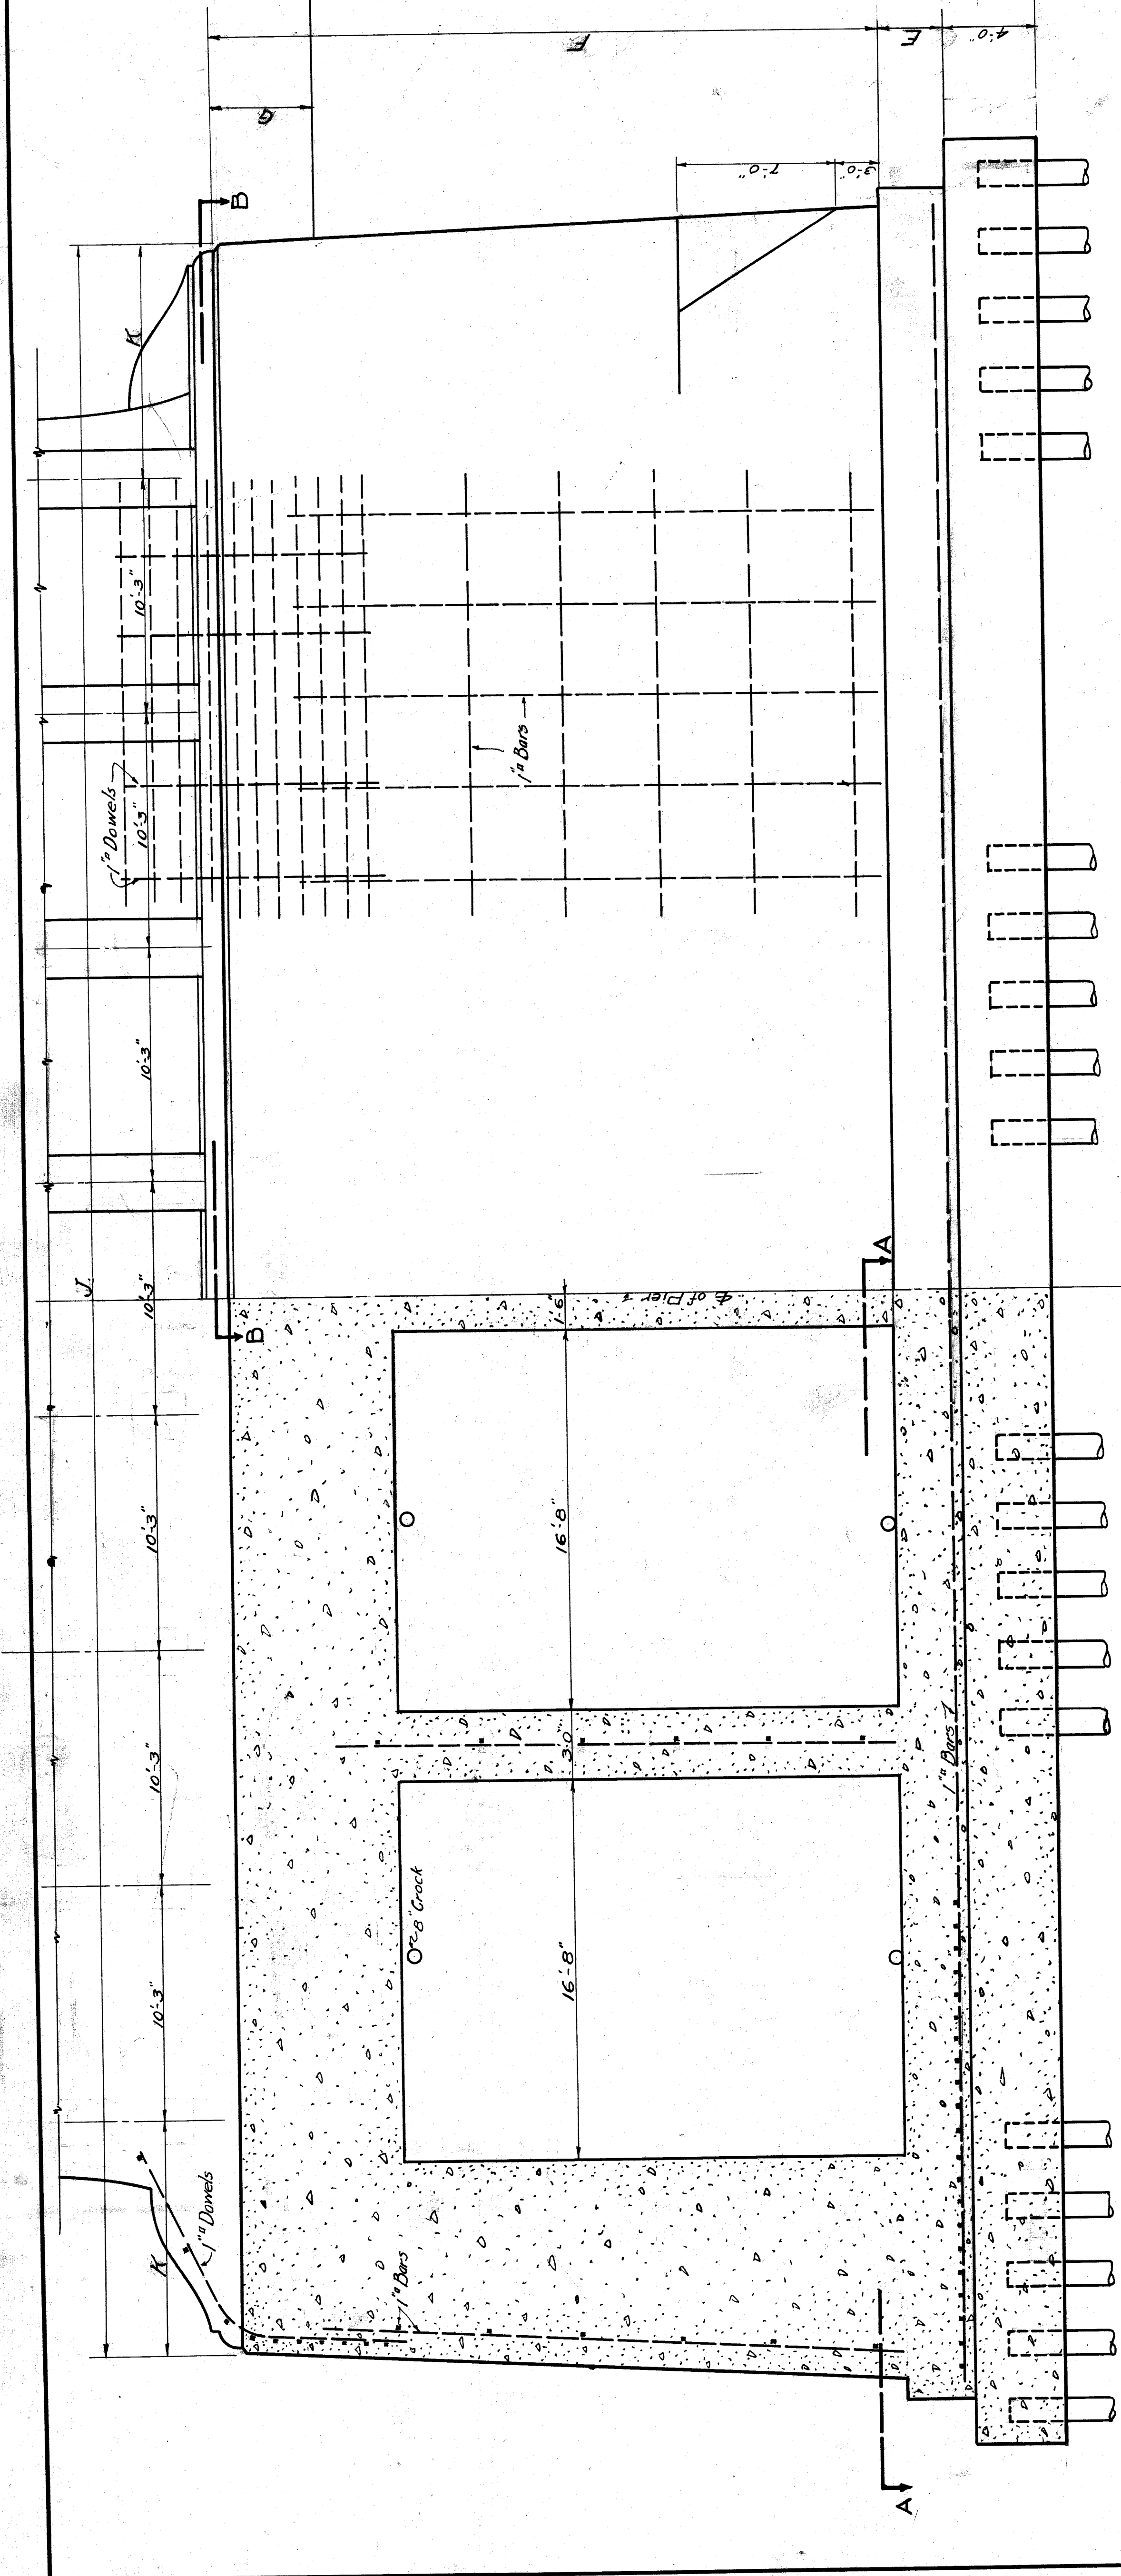 4'-0"
E
F
G
3'-0"
7'-0"
B
K
10'-3"
10'-3"
1"⌑ Dowels
10'-3"
10'-3"
10'-3"
10'-3"
10'-3"
J
K
1"⌑ Bars
B
A
℄ of Pier
1'-6"
16'-8"
3'-0"
16'-8"
8" Crock
1"⌑ Bars
1"⌑ Dowels
1"⌑ Bars
A